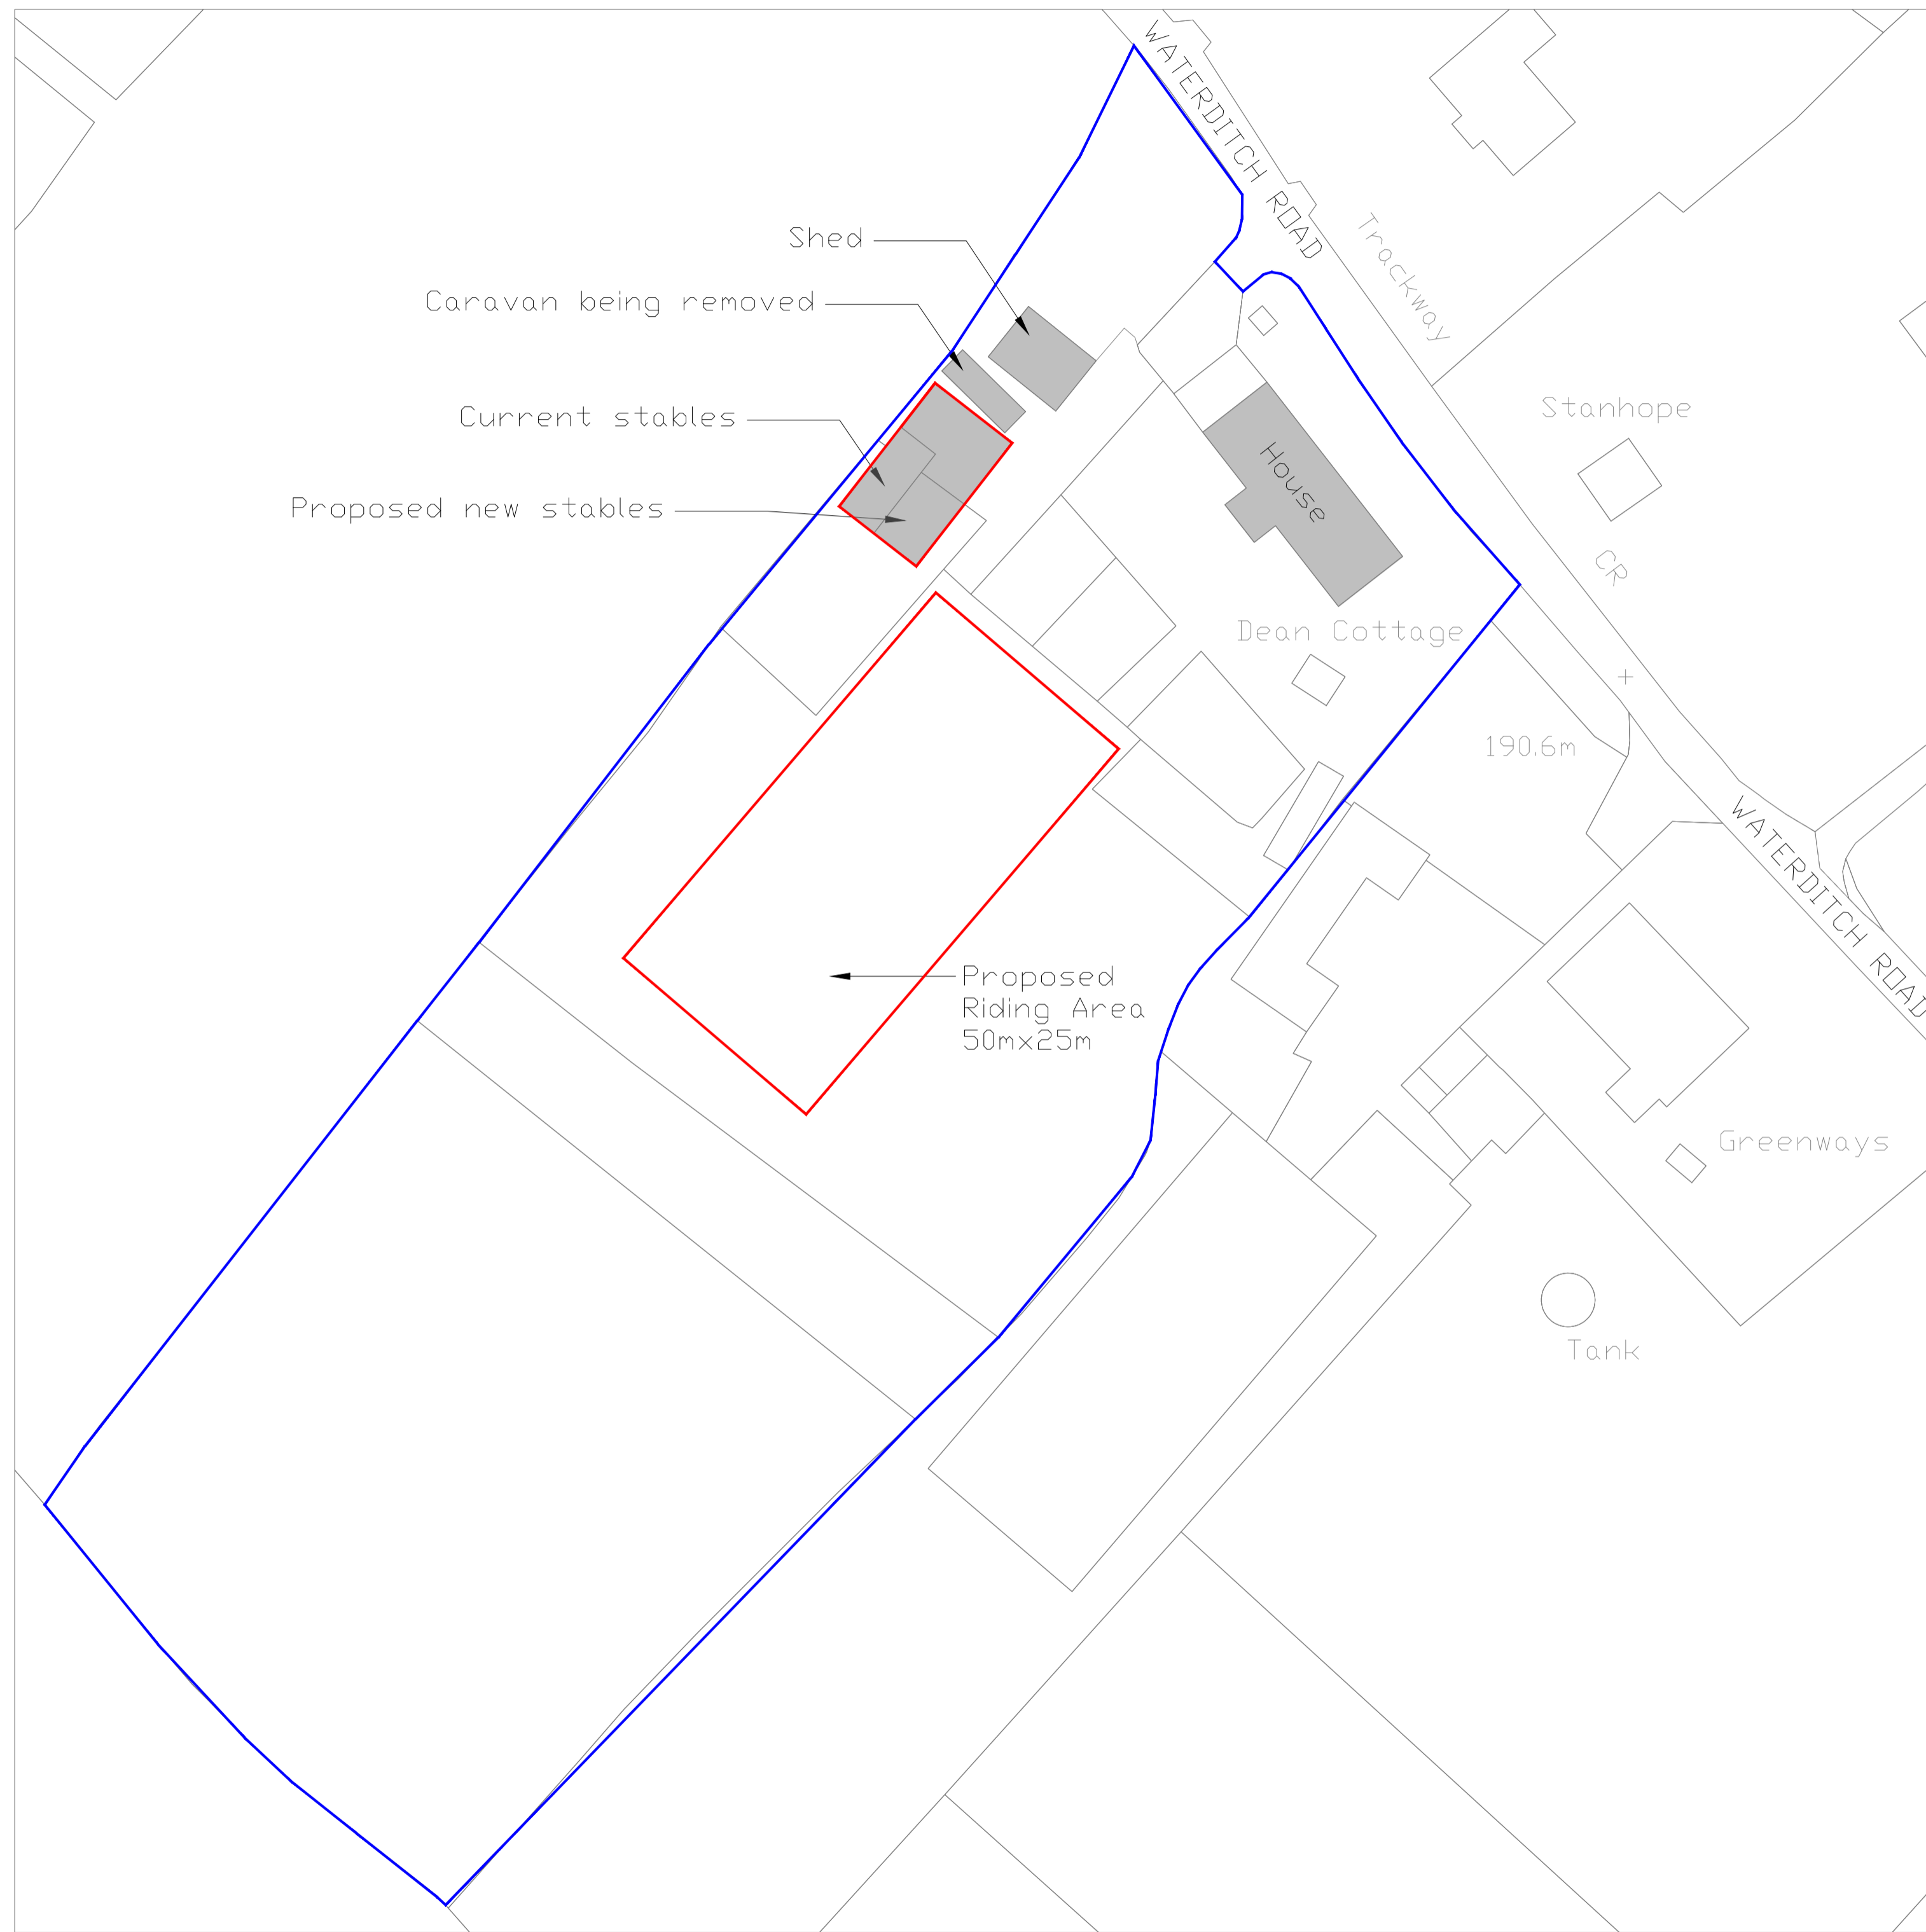 WATERDITCH ROAD
Shed
Trackway
Caravan being removed
Current stables
Stanhope
Proposed new stables
House
CR
Dean Cottage
190.6m
WATERDITCH ROAD
Proposed
Riding Area
50mx25m
Greenways
Tank